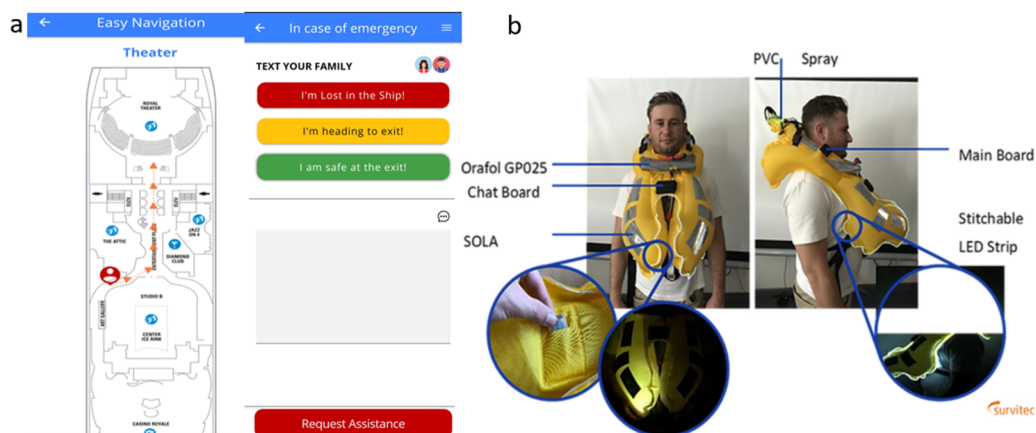 a
Easy Navigation
Theater
ROYAL
THEATER
THE ATTIC
JAZZ
ON 4
DIAMOND
CLUB
STUDIO B
CENTER
ICE RINK
CASINO ROYALE
In case of emergency
TEXT YOUR FAMILY
I'm Lost in the Ship!
I'm heading to exit!
I am safe at the exit!
Request Assistance
b
PVC Spray
Orafol GP025
Chat Board
SOLA
Main Board
Stitchable
LED Strip
survitec